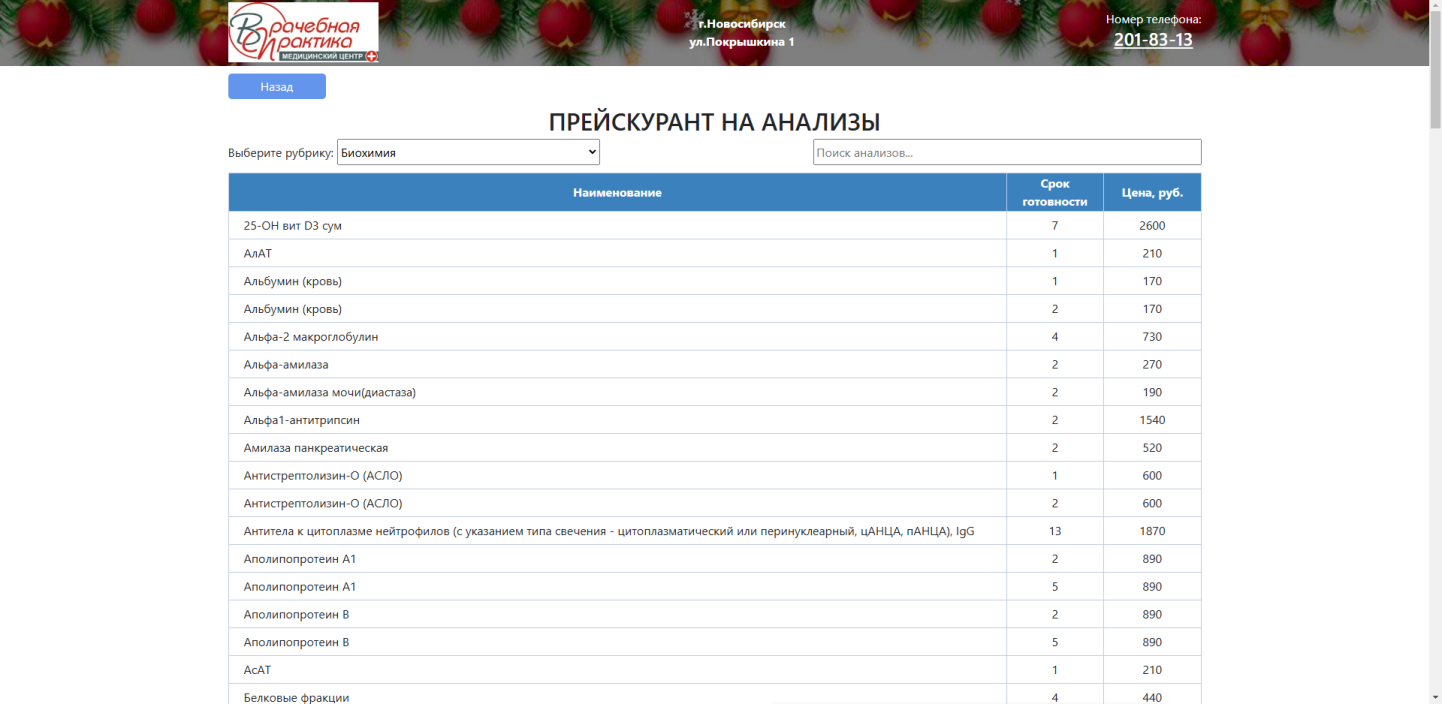 Врачебная
Практика
МЕДИЦИНСКИЙ ЦЕНТР
г.Новосибирск
ул.Покрышкина 1
Номер телефона:
201-83-13
Назад
ПРЕЙСКУРАНТ НА АНАЛИЗЫ
Выберите рубрику: Биохимия
Поиск анализов...
Наименование Срок готовности Цена, руб.
25-OH вит D3 сум 7 2600
АлАТ 1 210
Альбумин (кровь) 1 170
Альбумин (кровь) 2 170
Альфа-2 макроглобулин 4 730
Альфа-амилаза 2 270
Альфа-амилаза мочи(диастаза) 2 190
Альфа1-антитрипсин 2 1540
Амилаза панкреатическая 2 520
Антистрептолизин-О (АСЛО) 1 600
Антистрептолизин-О (АСЛО) 2 600
Антитела к цитоплазме нейтрофилов (с указанием типа свечения - цитоплазматический или перинуклеарный, цАНЦА, пАНЦА), IgG 13 1870
Аполипопротеин А1 2 890
Аполипопротеин А1 5 890
Аполипопротеин В 2 890
Аполипопротеин В 5 890
АсАТ 1 210
Белковые фракции 4 440